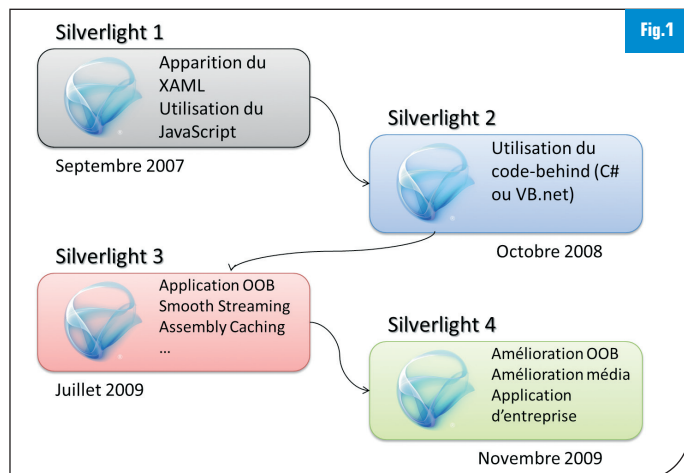 Fig.1
Silverlight 1
Apparition du
XAML
Utilisation du
JavaScript
Septembre 2007
Silverlight 2
Utilisation du
code-behind (C#
ou VB.net)
Octobre 2008
Silverlight 3
Application OOB
Smooth Streaming
Assembly Caching
...
Juillet 2009
Silverlight 4
Amélioration OOB
Amélioration média
Application
d'entreprise
Novembre 2009